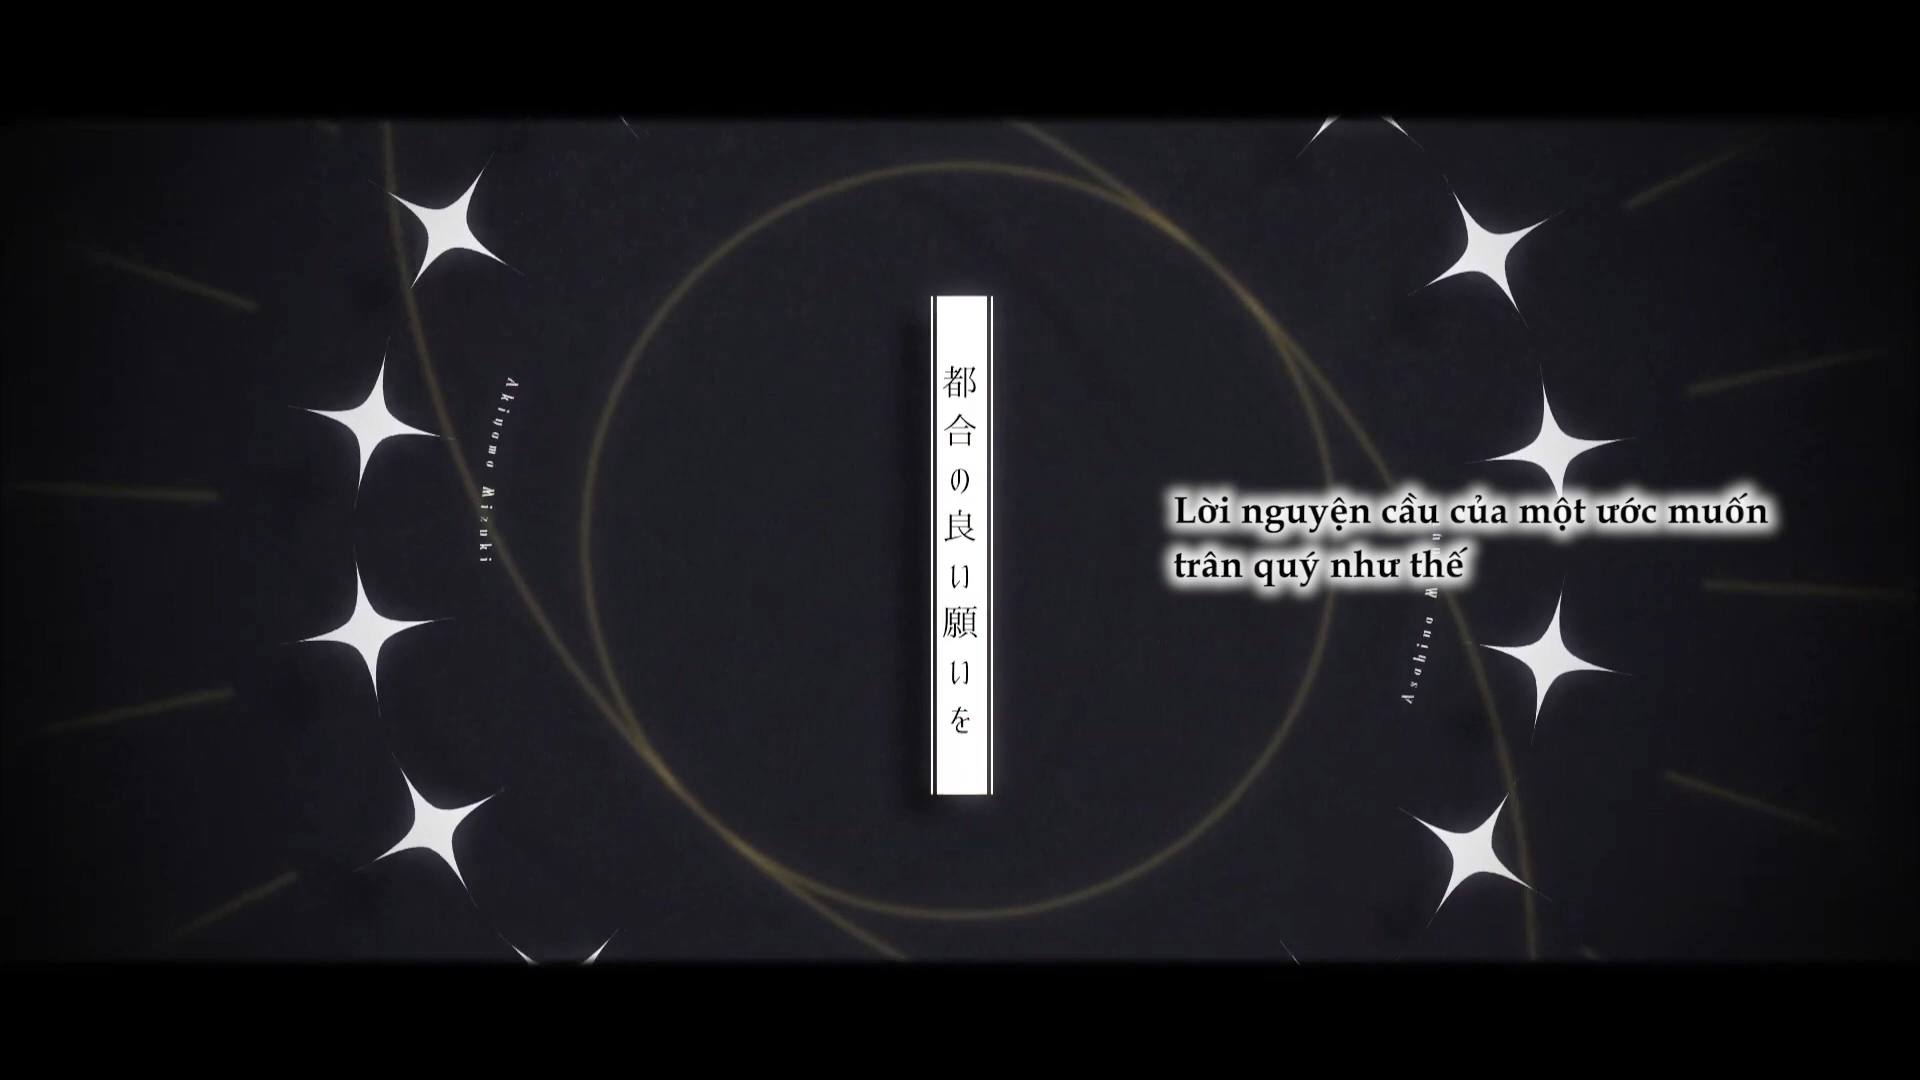 Akiyama Mizuki
都合の良い願いを
Lời nguyện cầu của một ước muốn
trân quý như thế
Asahina